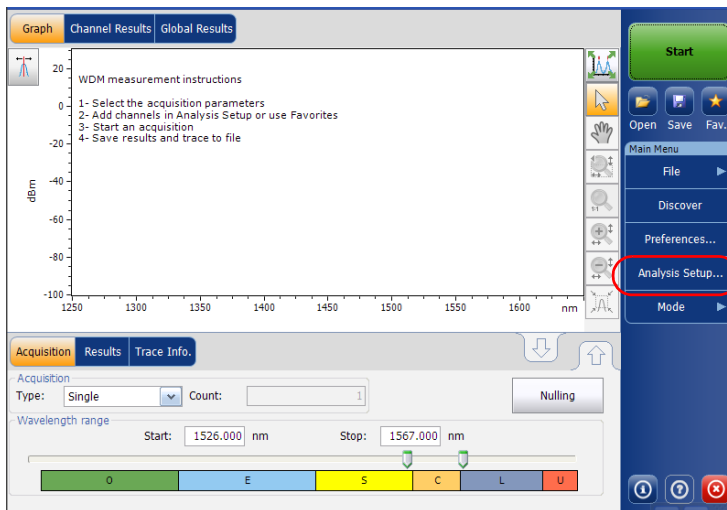 Graph Channel Results Global Results
WDM measurement instructions
1- Select the acquisition parameters
2- Add channels in Analysis Setup or use Favorites
3- Start an acquisition
4- Save results and trace to file
20
0
-20
-40
-60
-80
-100
dBm
1250 1300 1350 1400 1450 1500 1550 1600 nm
Start
Open Save Fav.
Main Menu
File
Discover
Preferences...
Analysis Setup...
Mode
Acquisition Results Trace Info.
Acquisition
Type: Single Count: 1
Nulling
Wavelength range
Start: 1526.000 nm Stop: 1567.000 nm
O E S C L U